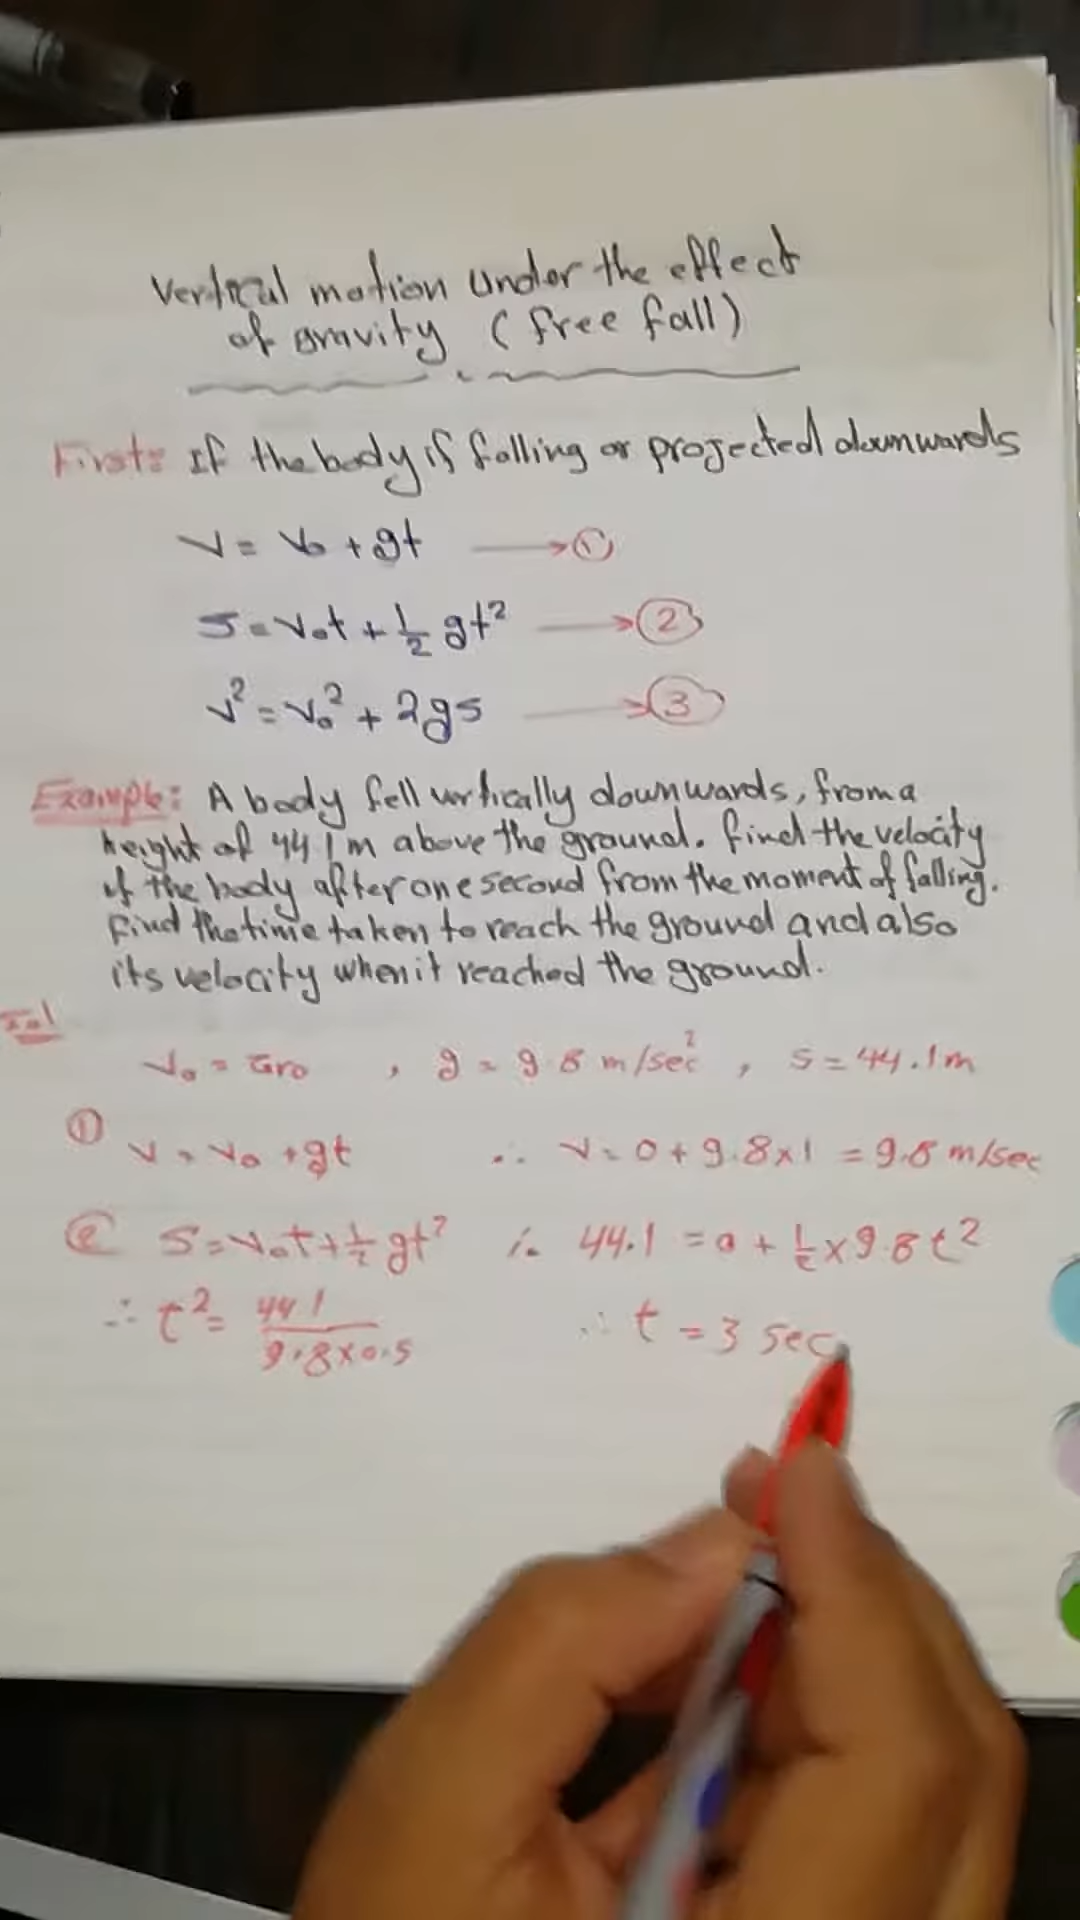 Vertical motion under the effect
of gravity (free fall)
First: If the body if falling or projected downwards
V = V₀ + gt → ①
S = V₀t + 1/2 gt² → ②
V² = V₀² + 2gs → ③
Example: A body fell vertically downwards, from a
height of 44.1m above the ground. find the velocity
of the body after one second from the moment of falling.
Find the time taken to reach the ground and also
its velocity when it reached the ground.
Sol
V₀ = Zero , g = 9.8 m/sec² , S = 44.1m
① V = V₀ + gt ∴ V = 0 + 9.8×1 = 9.8 m/sec
② S = V₀t + 1/2 gt² ∴ 44.1 = 0 + 1/2 × 9.8 t²
∴ t² = 44.1/9.8×0.5 ∴ t = 3 sec